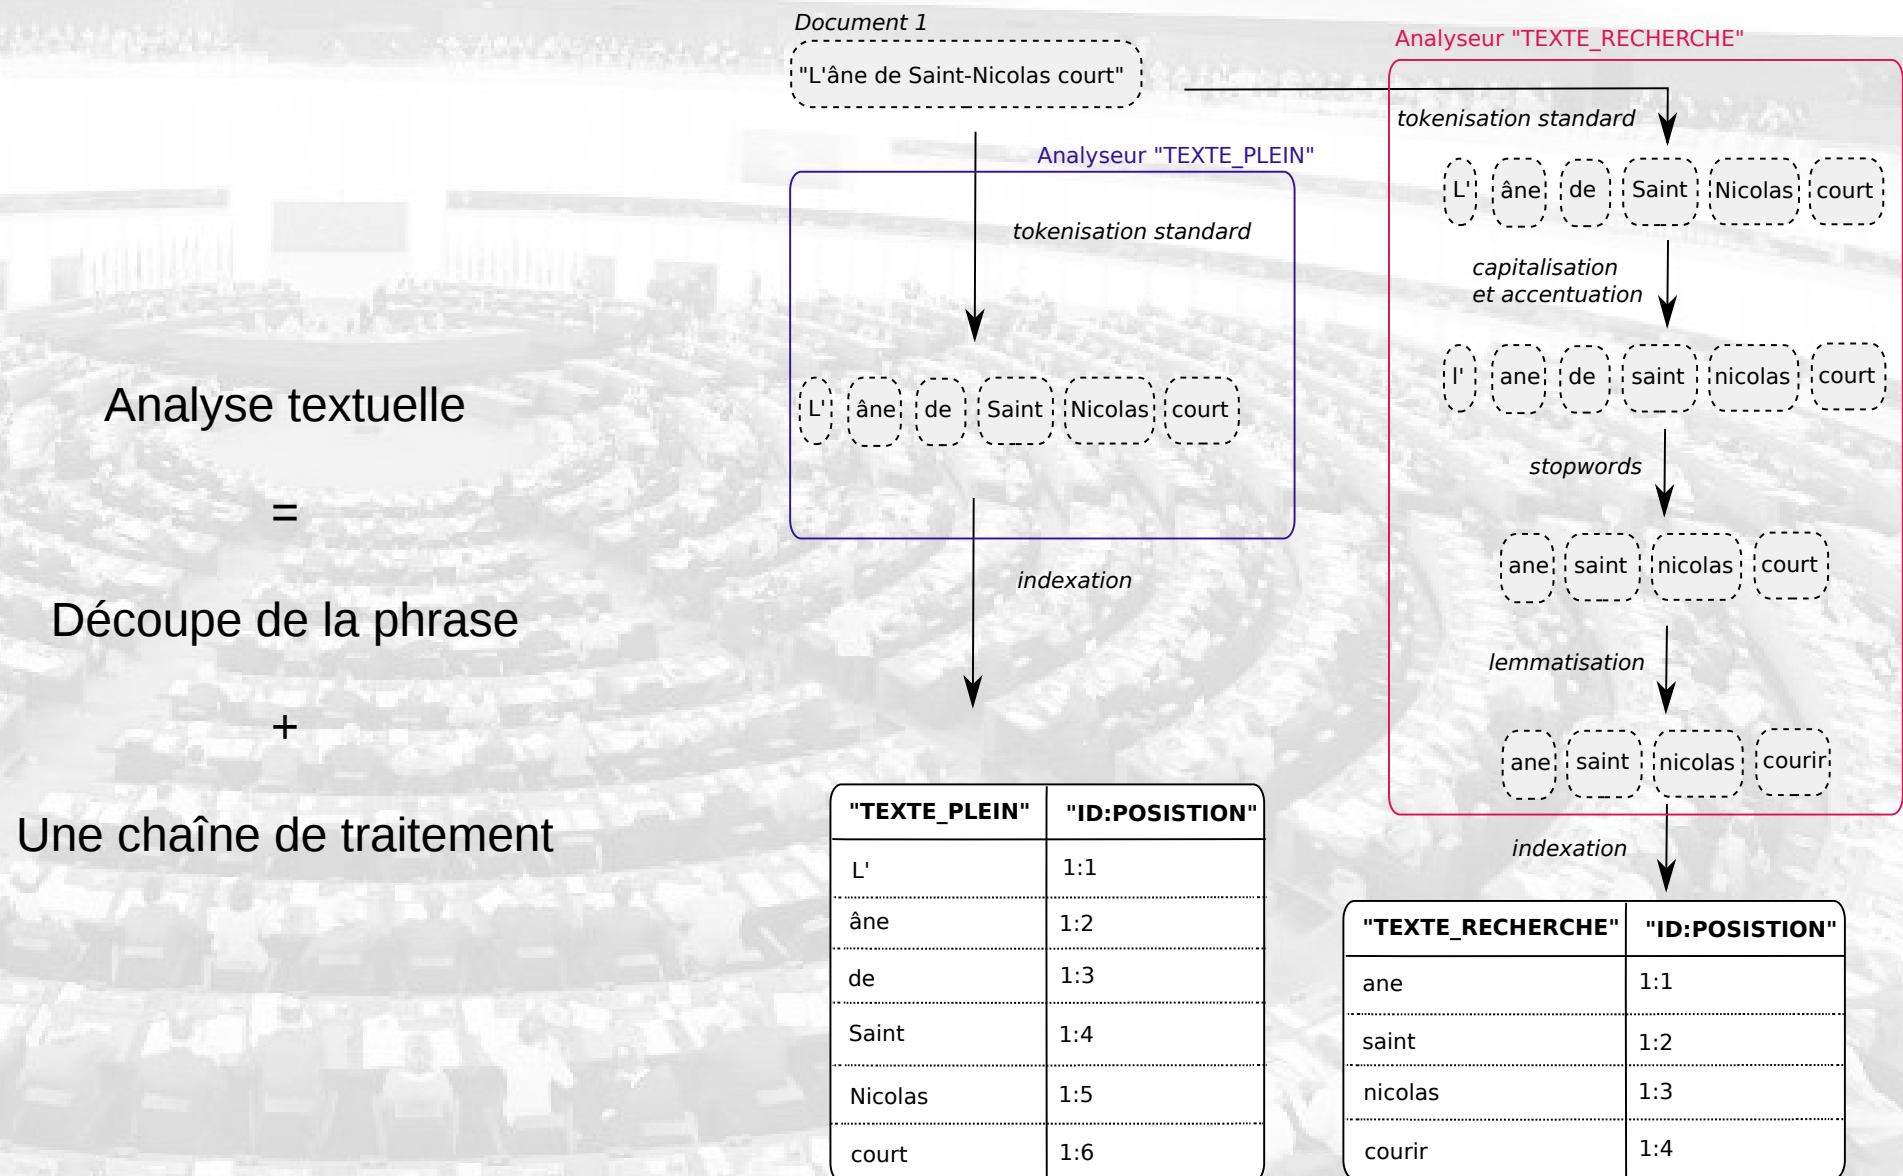 Analyse textuelle
=
Découpe de la phrase
+
Une chaîne de traitement
Document 1
"L'âne de Saint-Nicolas court"
Analyseur "TEXTE_PLEIN"
tokenisation standard
L' âne de Saint Nicolas court
indexation
"TEXTE_PLEIN" "ID:POSISTION"
L' 1:1
âne 1:2
de 1:3
Saint 1:4
Nicolas 1:5
court 1:6
Analyseur "TEXTE_RECHERCHE"
tokenisation standard
L' âne de Saint Nicolas court
capitalisation
et accentuation
l' ane de saint nicolas court
stopwords
ane saint nicolas court
lemmatisation
ane saint nicolas courir
indexation
"TEXTE_RECHERCHE" "ID:POSISTION"
ane 1:1
saint 1:2
nicolas 1:3
courir 1:4